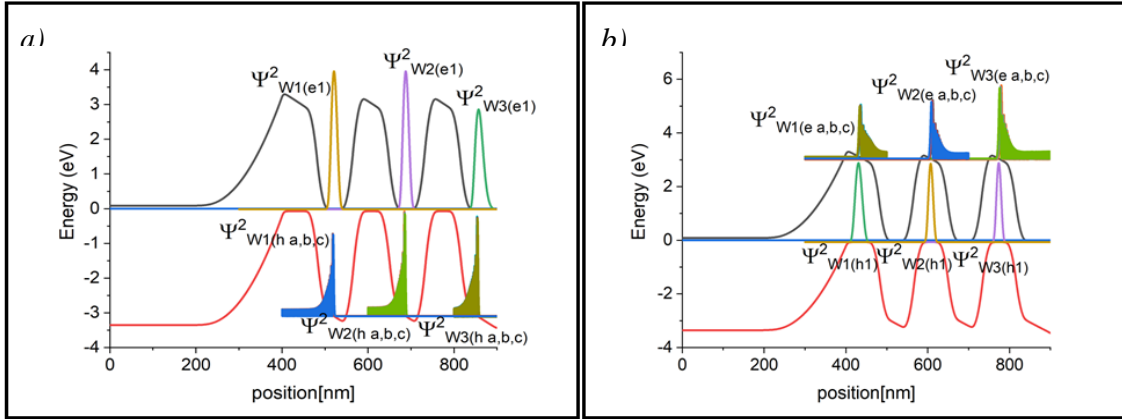 a)
Ψ²W1(e1)
Ψ²W2(e1)
Ψ²W3(e1)
4
3
2
1
0
-1
-2
-3
-4
Energy (eV)
Ψ²W1(h a,b,c)
Ψ²W2(h a,b,c)
Ψ²W3(h a,b,c)
0 200 400 600 800
position[nm]
b)
Ψ²W3(e a,b,c)
Ψ²W2(e a,b,c)
Ψ²W1(e a,b,c)
6
4
2
0
-2
-4
Energy (eV)
Ψ²W1(h1) Ψ²W2(h1) Ψ²W3(h1)
0 200 400 600 800
position[nm]